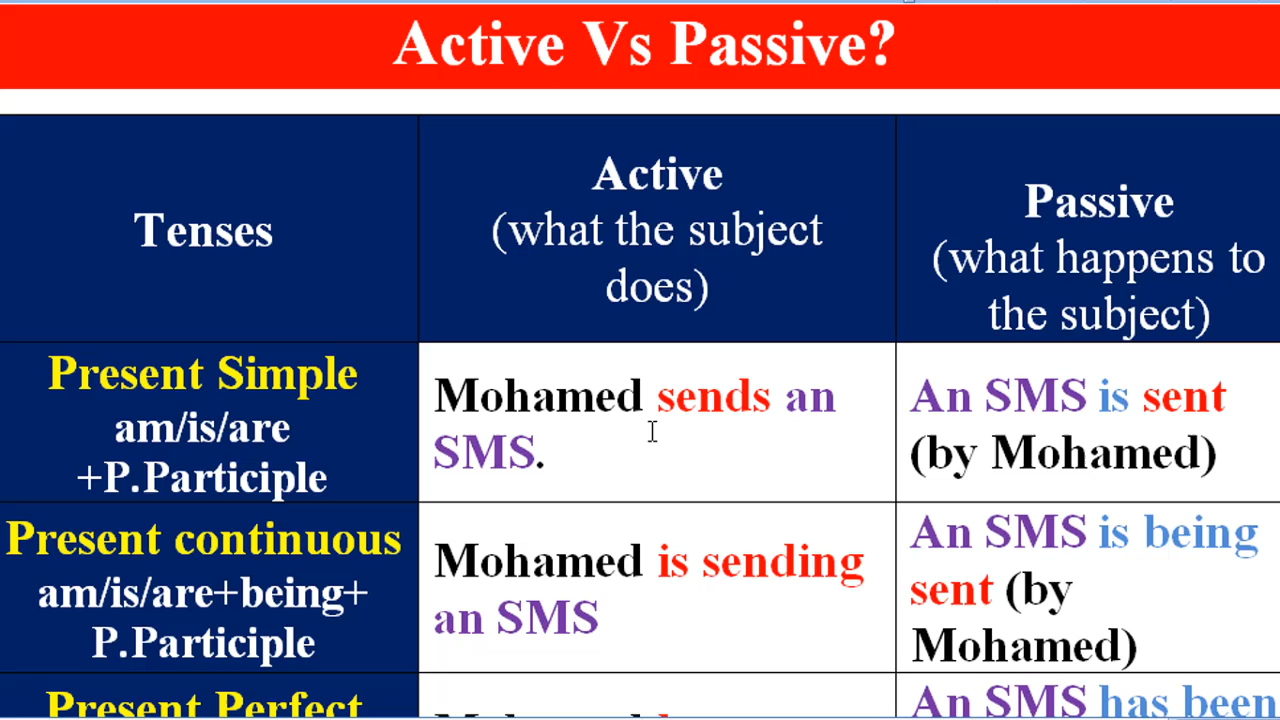 Active Vs Passive?
Tenses
Active
(what the subject
does)
Passive
(what happens to
the subject)
Present Simple
am/is/are
+P.Participle
Mohamed sends an
SMS.
An SMS is sent
(by Mohamed)
Present continuous
am/is/are+being+
P.Participle
Mohamed is sending
an SMS
An SMS is being
sent (by
Mohamed)
Present Perfect
Mohamed
An SMS has been